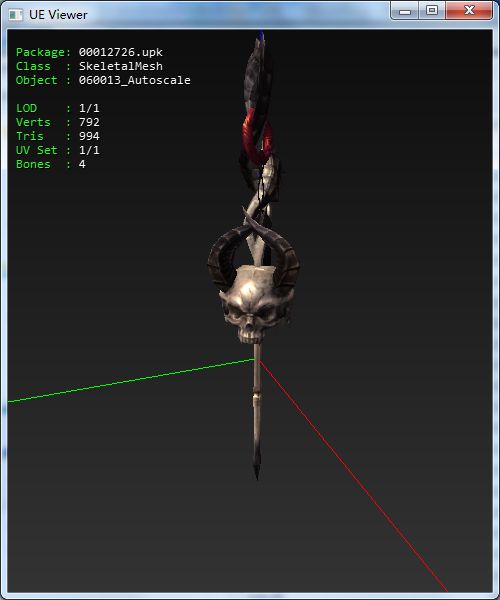 UE Viewer
Package: 00012726.upk
Class : SkeletalMesh
Object : 060013_Autoscale
LOD : 1/1
Verts : 792
Tris : 994
UV Set : 1/1
Bones : 4